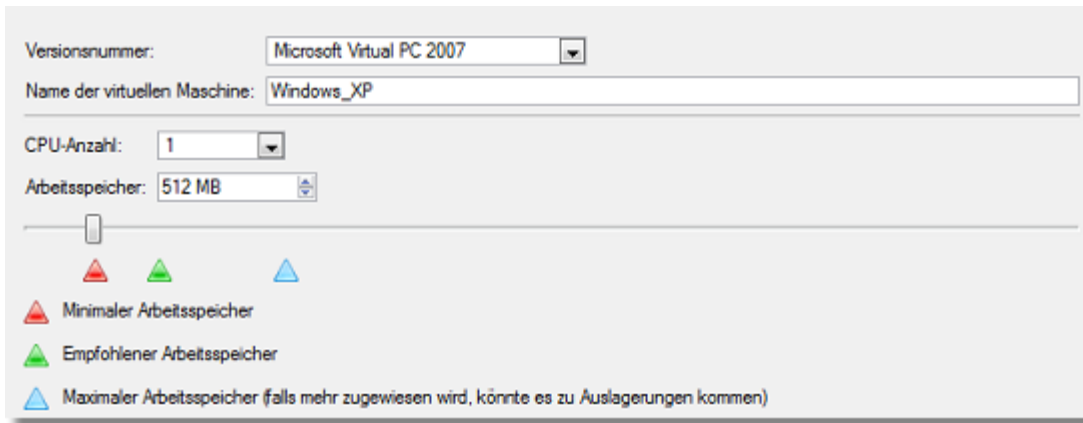 Versionsnummer: Microsoft Virtual PC 2007
Name der virtuellen Maschine: Windows_XP
CPU-Anzahl: 1
Arbeitsspeicher: 512 MB
Minimaler Arbeitsspeicher
Empfohlener Arbeitsspeicher
Maximaler Arbeitsspeicher (falls mehr zugewiesen wird, könnte es zu Auslagerungen kommen)